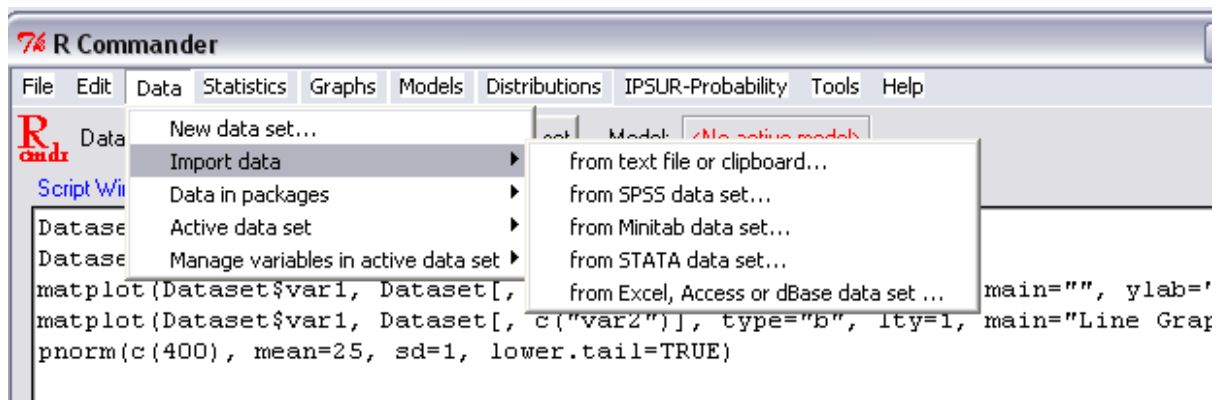 R Commander
File Edit Data Statistics Graphs Models Distributions IPSUR-Probability Tools Help
R cmdr Data Model: <No active model>
New data set...
Import data
Data in packages
Active data set
Manage variables in active data set
from text file or clipboard...
from SPSS data set...
from Minitab data set...
from STATA data set...
from Excel, Access or dBase data set ...
Script Wi
Datase
Datase
matplot(Dataset$var1, Dataset[, main="", ylab="
matplot(Dataset$var1, Dataset[, c("var2")], type="b", lty=1, main="Line Grap
pnorm(c(400), mean=25, sd=1, lower.tail=TRUE)